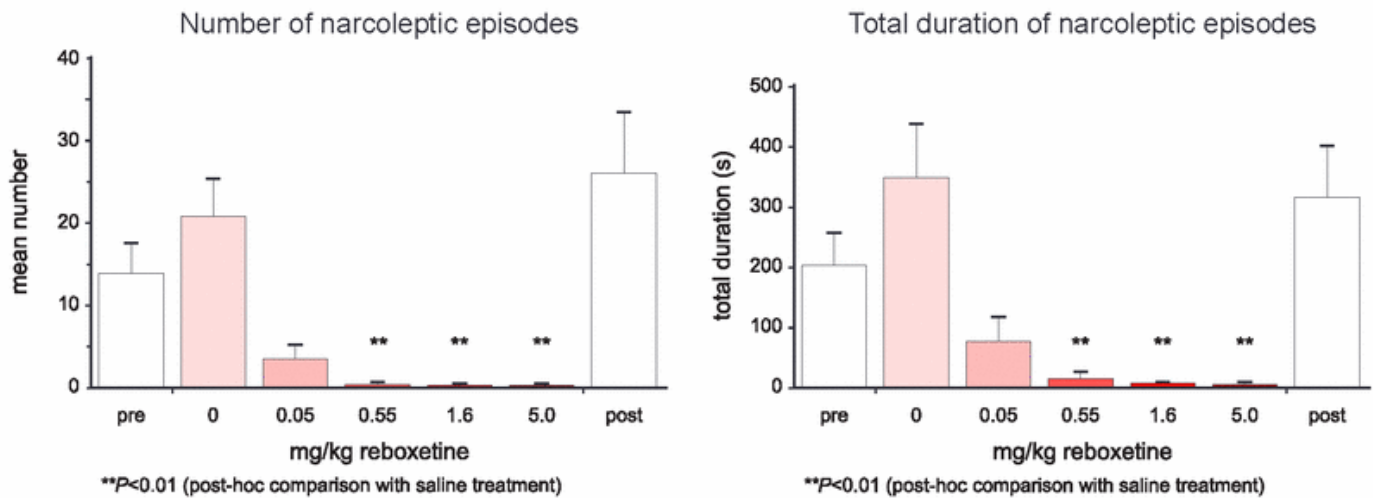 Number of narcoleptic episodes
40
30
20
10
0
mean number
**
**
**
pre 0 0.05 0.55 1.6 5.0 post
mg/kg reboxetine
**P<0.01 (post-hoc comparison with saline treatment)
Total duration of narcoleptic episodes
500
400
300
200
100
0
total duration (s)
**
**
**
pre 0 0.05 0.55 1.6 5.0 post
mg/kg reboxetine
**P<0.01 (post-hoc comparison with saline treatment)